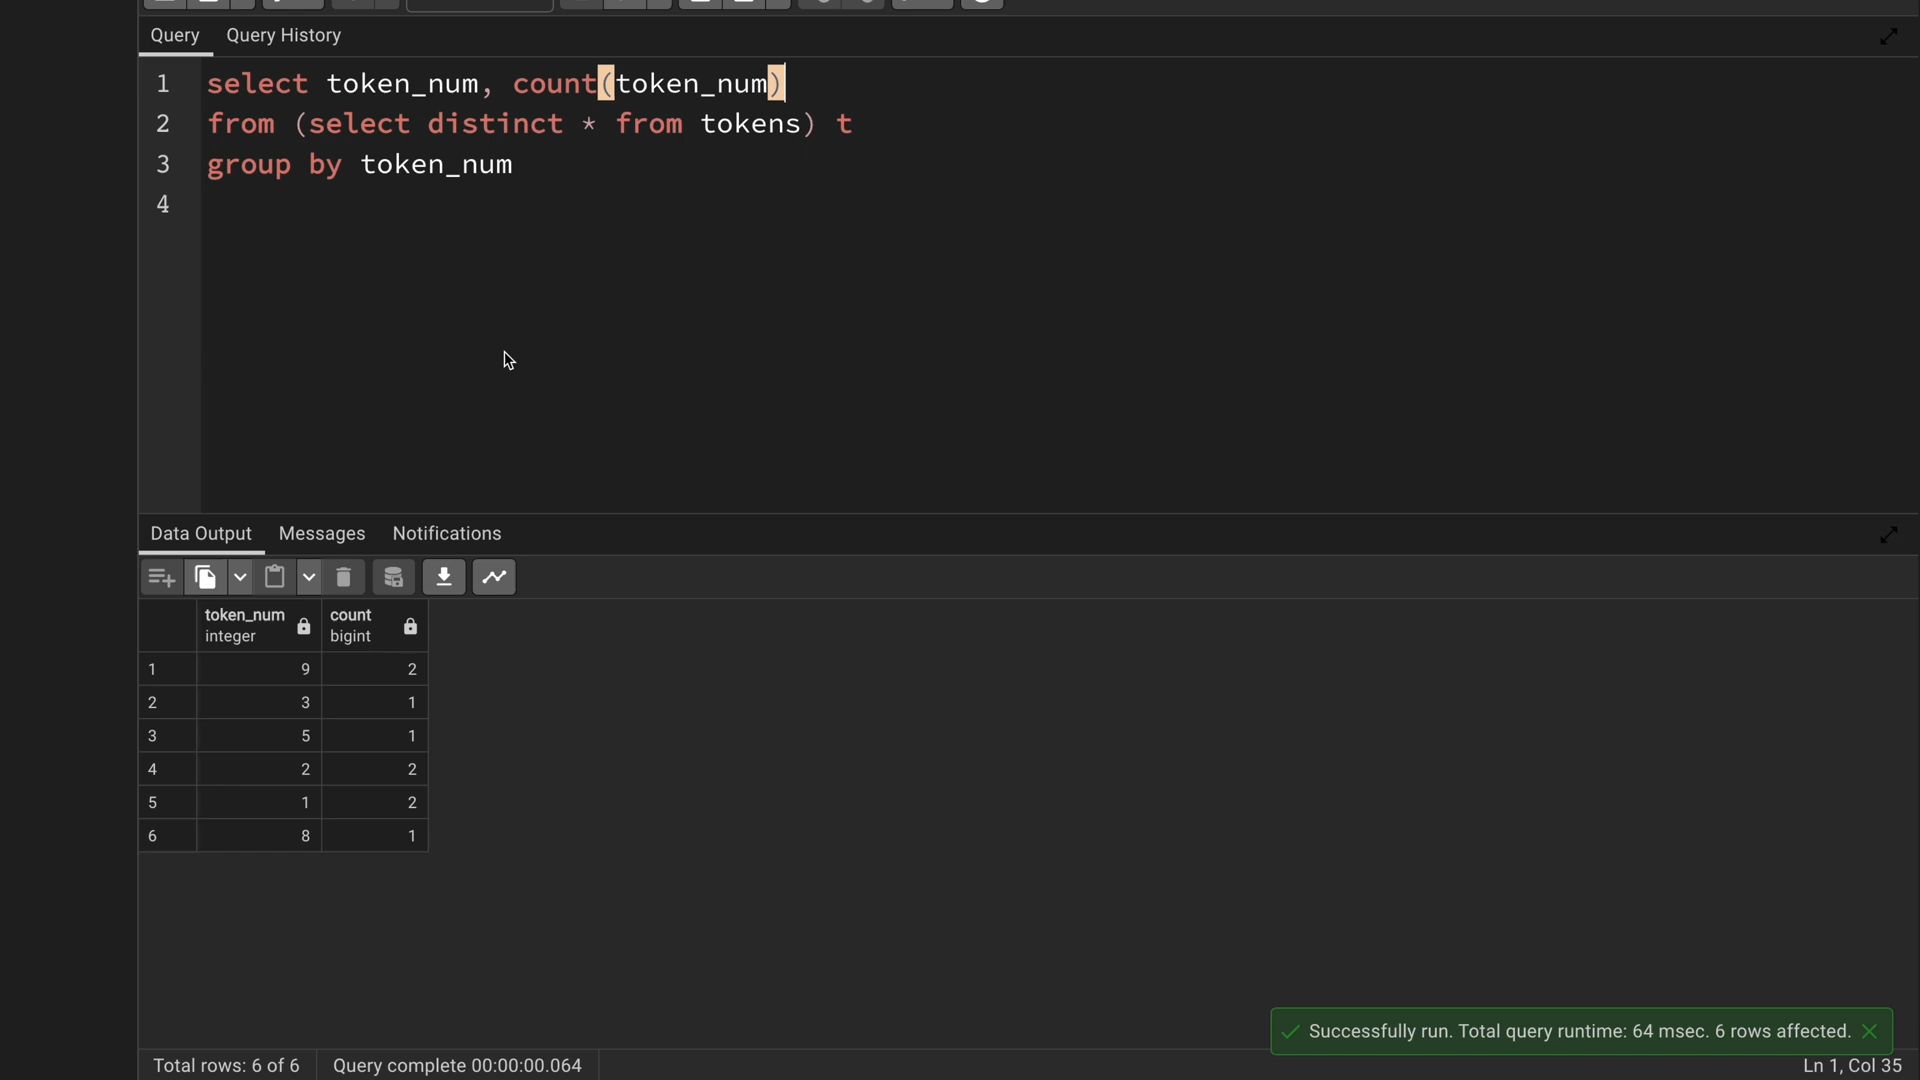 Query Query History
1 select token_num, count(token_num)
2 from (select distinct * from tokens) t
3 group by token_num
4
Data Output Messages Notifications
token_num count
integer bigint
1 9 2
2 3 1
3 5 1
4 2 2
5 1 2
6 8 1
Successfully run. Total query runtime: 64 msec. 6 rows affected.
Total rows: 6 of 6 Query complete 00:00:00.064 Ln 1, Col 35